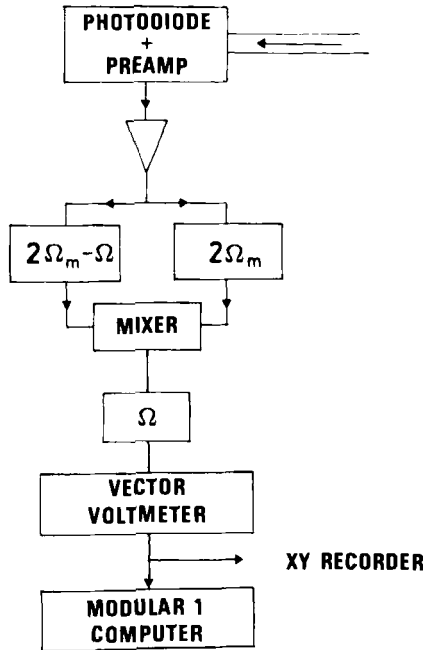 PHOTODIODE
+
PREAMP
2Ωm-Ω
2Ωm
MIXER
Ω
VECTOR
VOLTMETER
XY RECORDER
MODULAR 1
COMPUTER